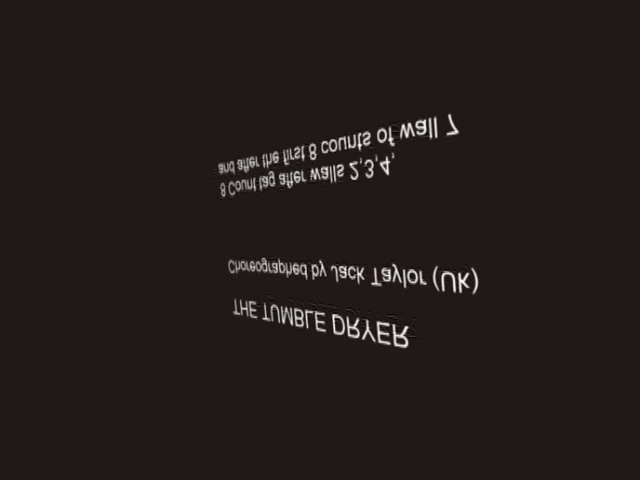 THE TUMBLE DRYER
Choreographed by Jack Taylor (UK)
8 Count tag after walls 2,3,4,
and after the first 8 counts of wall 7